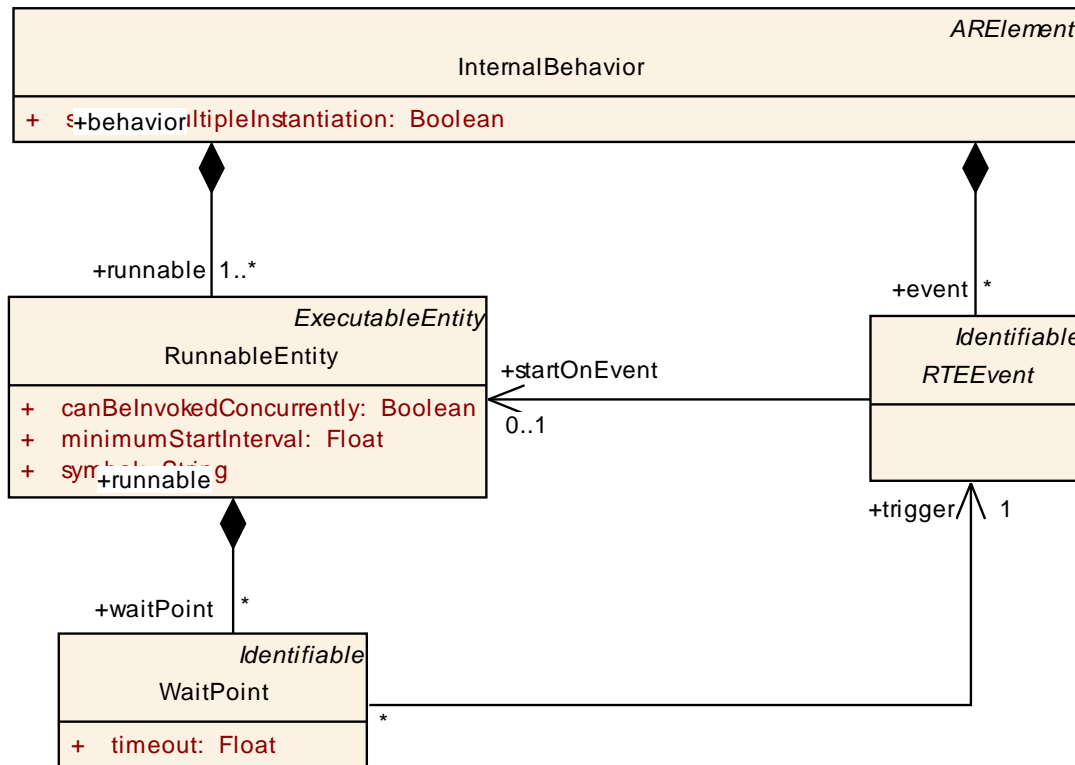 ARElement
InternalBehavior
+ ltipleInstantiation: Boolean
+behavior
+runnable 1..*
+event *
ExecutableEntity
RunnableEntity
+ canBeInvokedConcurrently: Boolean
+ minimumStartInterval: Float
+ String
+runnable
+startOnEvent
0..1
Identifiable
RTEEvent
+trigger 1
+waitPoint *
Identifiable
WaitPoint
*
+ timeout: Float